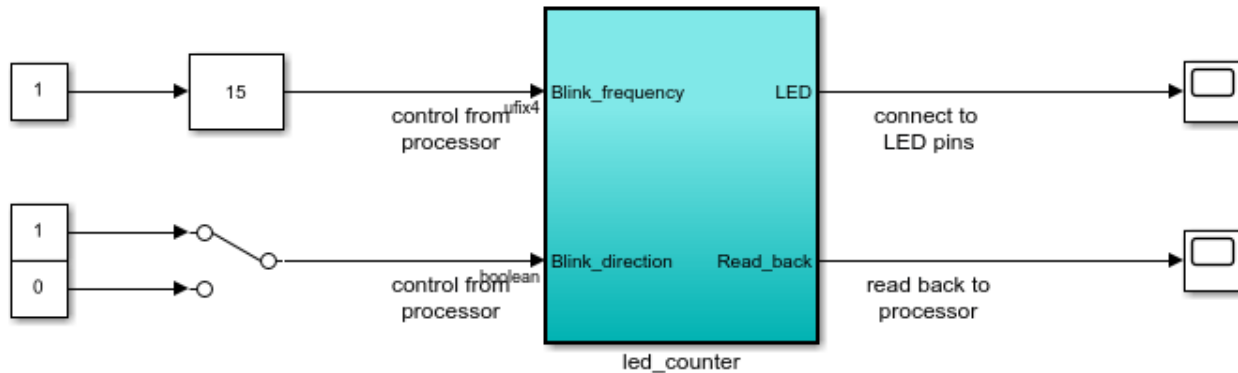 1
15
Blink_frequency
LED
ufix4
control from
processor
connect to
LED pins
1
0
Blink_direction
Read_back
boolean
control from
processor
read back to
processor
led_counter